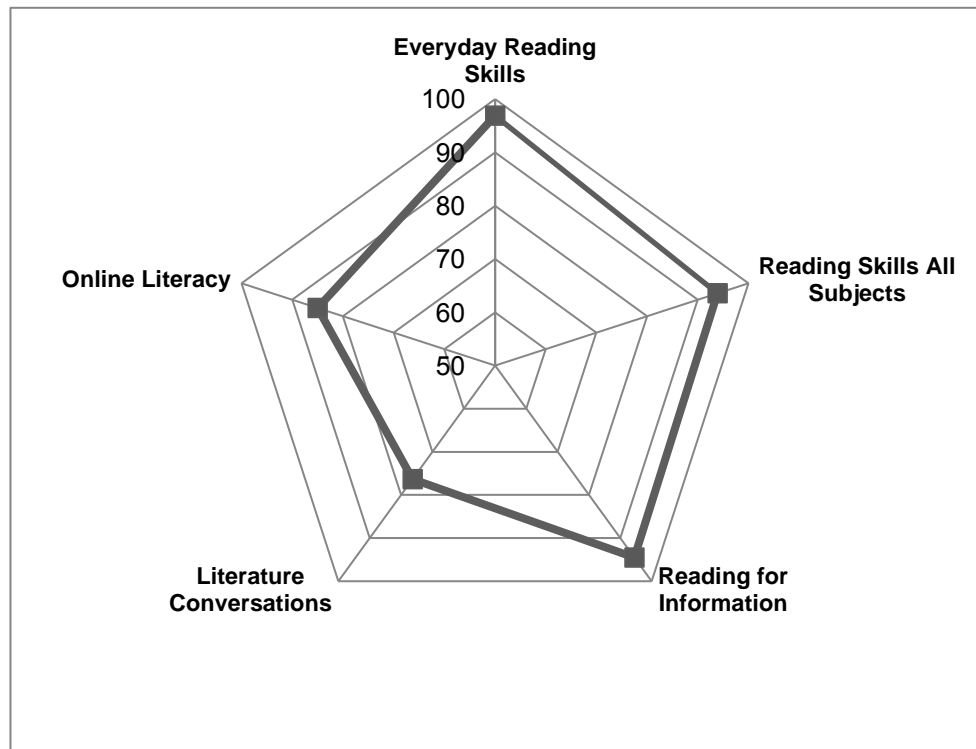 Everyday Reading
Skills
100
90
80
70
60
50
Online Literacy
Reading Skills All
Subjects
Literature
Conversations
Reading for
Information